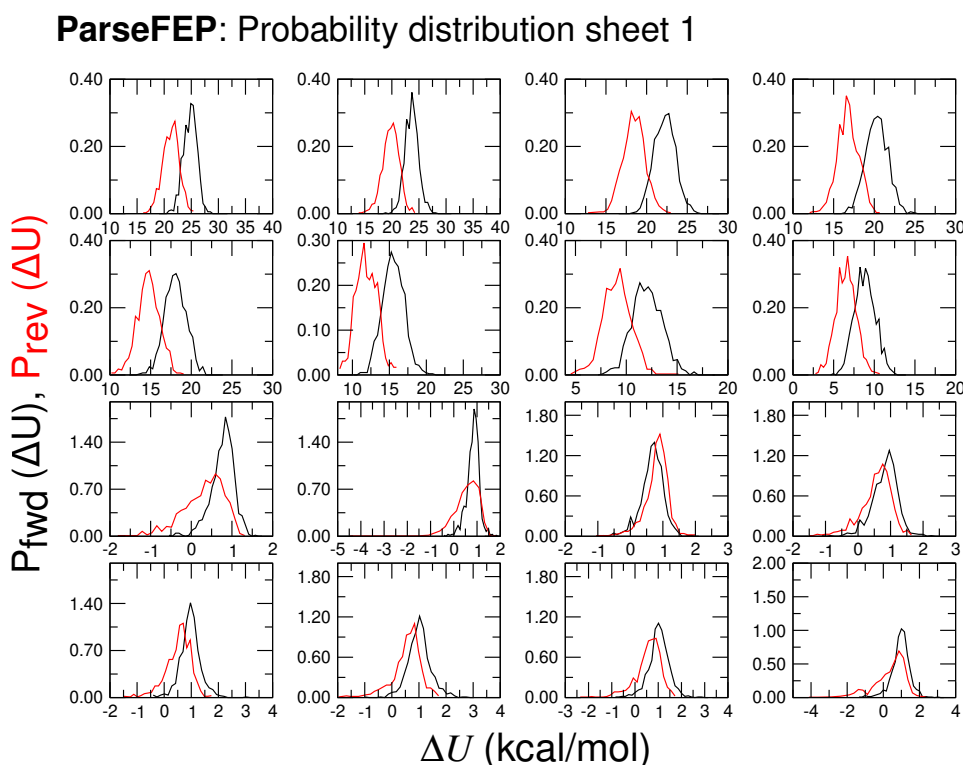 ParseFEP: Probability distribution sheet 1
Pfwd (ΔU), Prev (ΔU)
0.40 0.40 0.40 0.40
0.20 0.20 0.20 0.20
0.00 0.00 0.00 0.00
10 15 20 25 30 35 40 10 15 20 25 30 35 40 10 15 20 25 30 10 15 20 25 30
0.40 0.30 0.40 0.40
0.20 0.20 0.20
0.20 0.10
0.00 0.00 0.00 0.00
10 15 20 25 30 10 15 20 25 30 5 10 15 20 0 5 10 15 20
1.40 1.40 1.80 1.80
0.70 0.70 1.20 1.20
0.60 0.60
0.00 0.00 0.00 0.00
-2 -1 0 1 2 -5 -4 -3 -2 -1 0 1 2 -2 -1 0 1 2 3 -2 -1 0 1 2 3
1.40 1.80 1.80 2.00
0.70 1.20 1.20 1.00
0.60 0.60 0.50
0.00 0.00 0.00 0.00
-2 -1 0 1 2 3 4 -2 -1 0 1 2 3 4 -3 -2 -1 0 1 2 3 4 -4 -2 0 2 4
ΔU (kcal/mol)